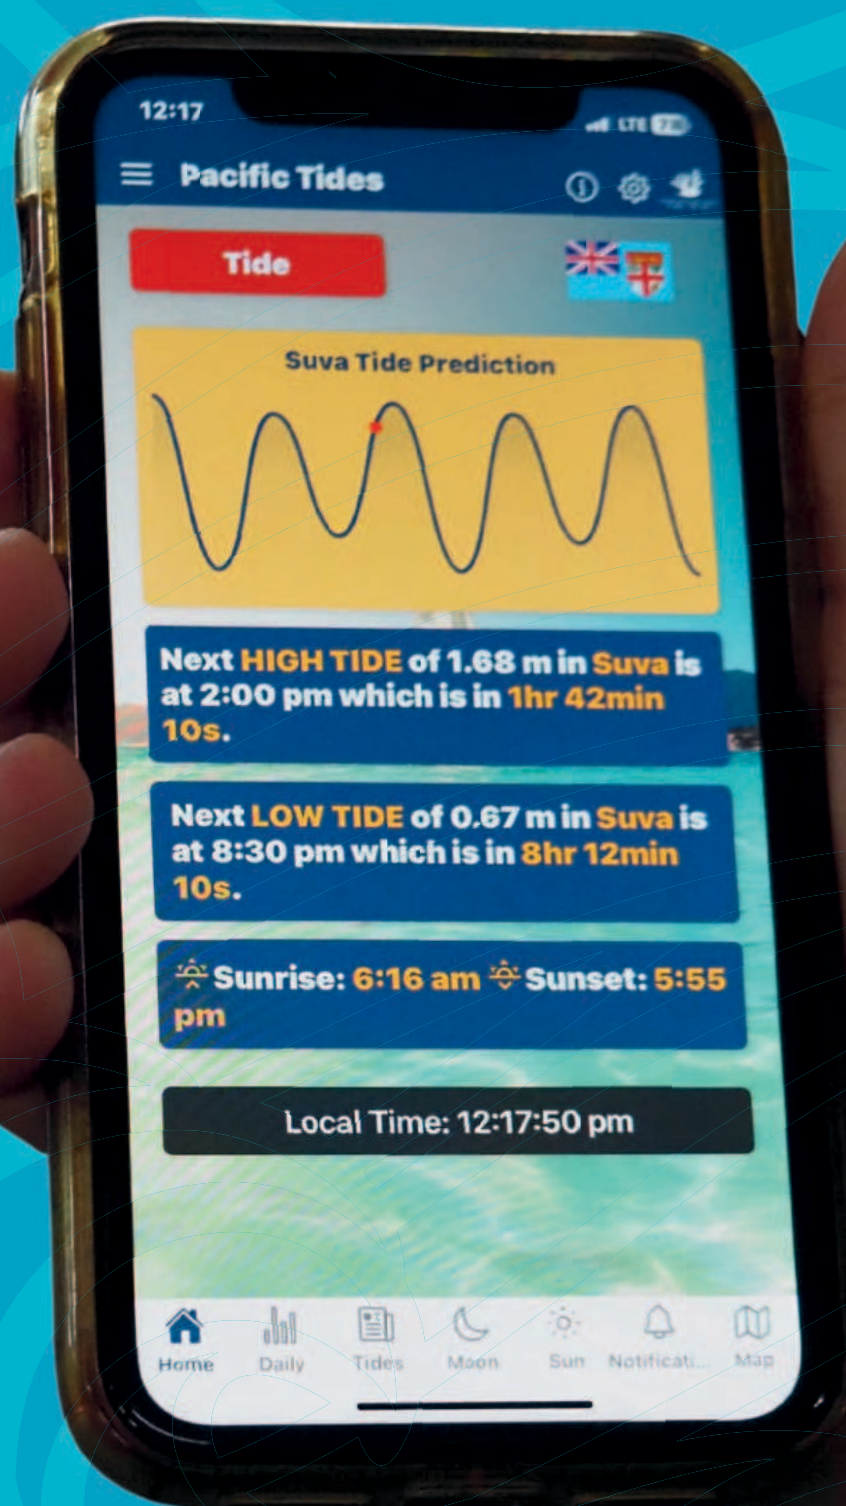 12:17
LTE
Pacific Tides
Tide
Suva Tide Prediction
Next HIGH TIDE of 1.68 m in Suva is
at 2:00 pm which is in 1hr 42min
10s.
Next LOW TIDE of 0.67 m in Suva is
at 8:30 pm which is in 8hr 12min
10s.
Sunrise: 6:16 am Sunset: 5:55
pm
Local Time: 12:17:50 pm
Home Daily Tides Moon Sun Notificati... Map